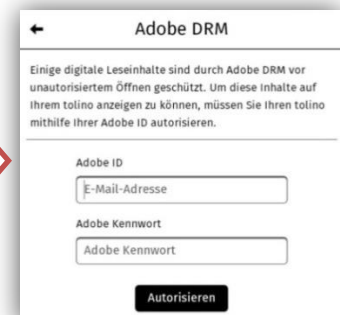 Adobe DRM
Einige digitale Leseinhalte sind durch Adobe DRM vor
unautorisiertem Öffnen geschützt. Um diese Inhalte auf
Ihrem tolino anzeigen zu können, müssen Sie Ihren tolino
mithilfe Ihrer Adobe ID autorisieren.
Adobe ID
E-Mail-Adresse
Adobe Kennwort
Adobe Kennwort
Autorisieren